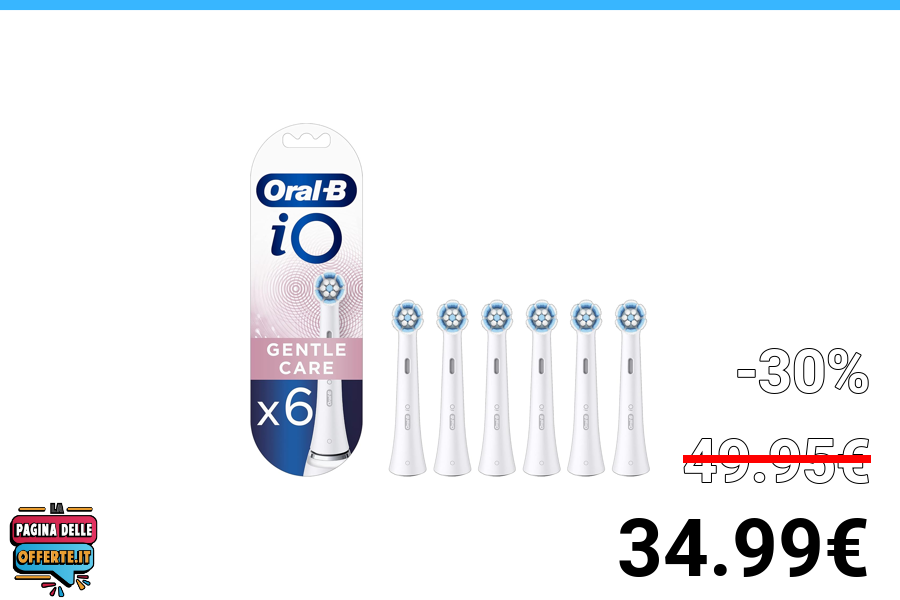 Oral-B
iO
GENTLE
CARE
x6
-30%
49.95€
34.99€
LA
PAGINA DELLE
OFFERTE.IT